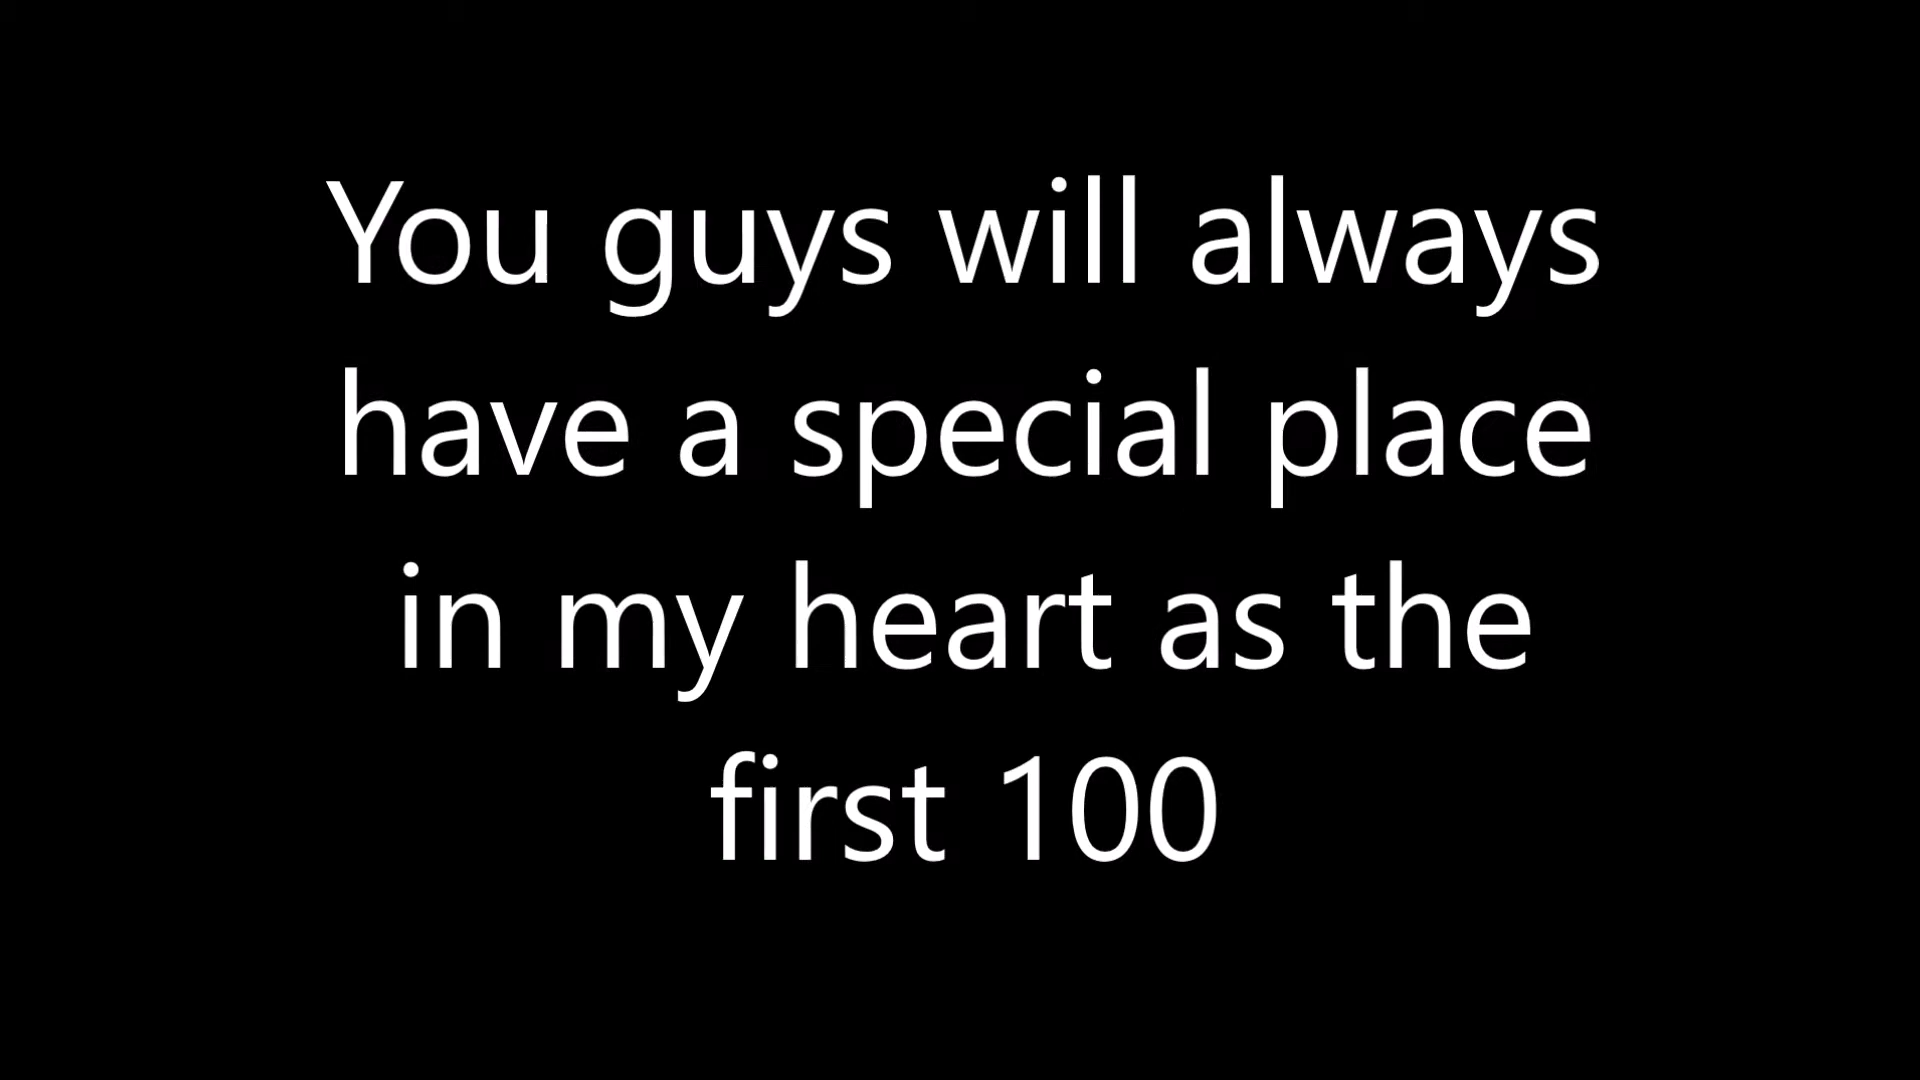 You guys will always
have a special place
in my heart as the
first 100